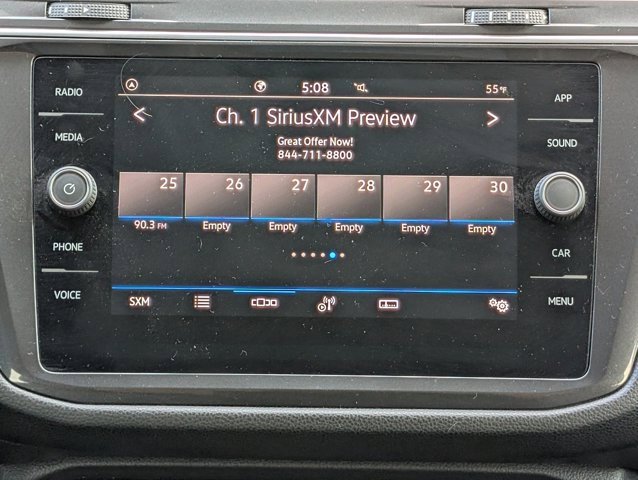 5:08 55°F
RADIO
APP
< Ch. 1 SiriusXM Preview >
MEDIA
SOUND
Great Offer Now!
844-711-8800
25 26 27 28 29 30
90.3 FM Empty Empty Empty Empty Empty
PHONE
CAR
VOICE
MENU
SXM